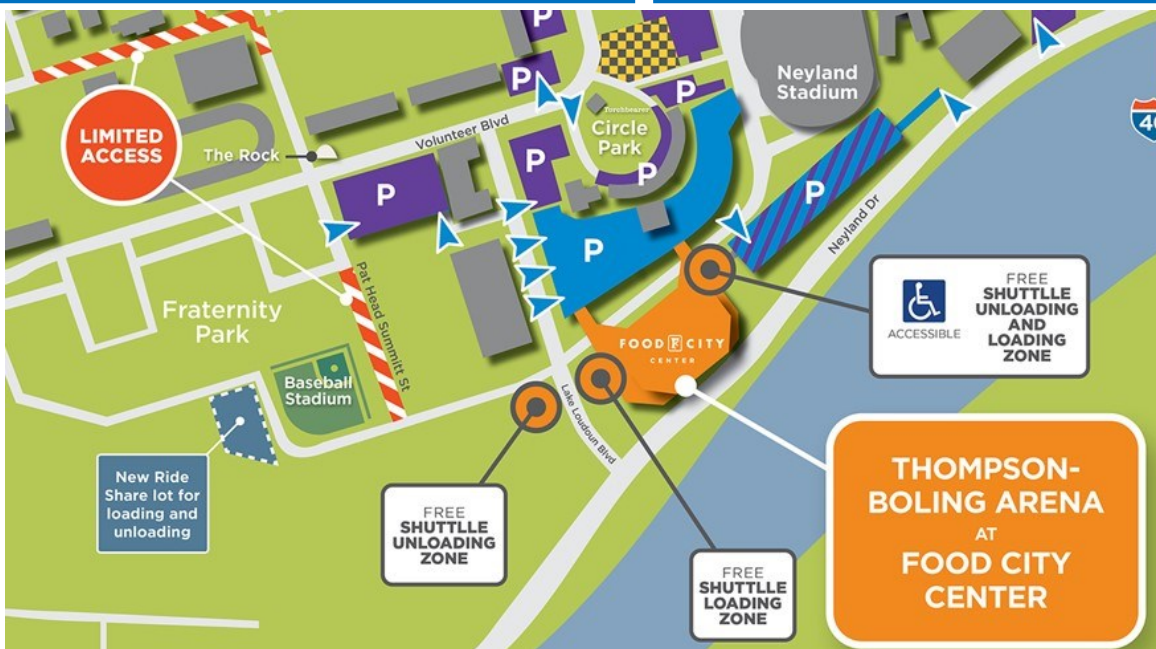 P
P
P
Neyland
Stadium
LIMITED
ACCESS
Torchbearer
Circle
Park
Volunteer Blvd
The Rock
P
P
P
P
P
40
Neyland Dr
Pat Head Summitt St
Fraternity
Park
ACCESSIBLE
FREE
SHUTTLLE
UNLOADING
AND
LOADING
ZONE
FOOD F CITY
CENTER
Baseball
Stadium
Lake Loudoun Blvd
New Ride
Share lot for
loading and
unloading
FREE
SHUTTLLE
UNLOADING
ZONE
FREE
SHUTTLLE
LOADING
ZONE
THOMPSON-
BOLING ARENA
AT
FOOD CITY
CENTER